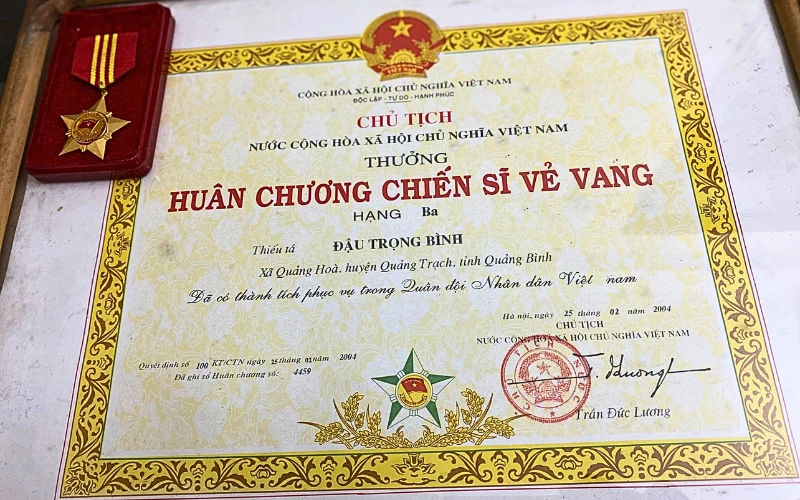 VIỆT NAM
CỘNG HÒA XÃ HỘI CHỦ NGHĨA VIỆT NAM
ĐỘC LẬP - TỰ DO - HẠNH PHÚC
CHỦ TỊCH
NƯỚC CỘNG HÒA XÃ HỘI CHỦ NGHĨA VIỆT NAM
THƯỞNG
HUÂN CHƯƠNG CHIẾN SĨ VẺ VANG
HẠNG Ba
Thiếu tá ĐẬU TRỌNG BÌNH
Xã Quảng Hoà, huyện Quảng Trạch, tỉnh Quảng Bình
Đã có thành tích phục vụ trong Quân đội Nhân dân Việt nam
Hà nội, ngày 25 tháng 02 năm 2004
CHỦ TỊCH
NƯỚC CỘNG HÒA XÃ HỘI CHỦ NGHĨA VIỆT NAM
Quyết định số 100 KT/CTN ngày 25 tháng 02 năm 2004
Đã ghi sổ Huân chương số: 4459
Trần Đức Lương